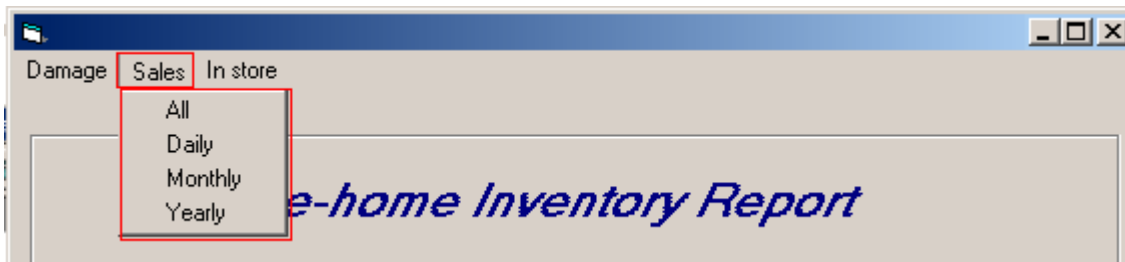 Damage Sales In store
All
Daily
Monthly
Yearly
e-home Inventory Report